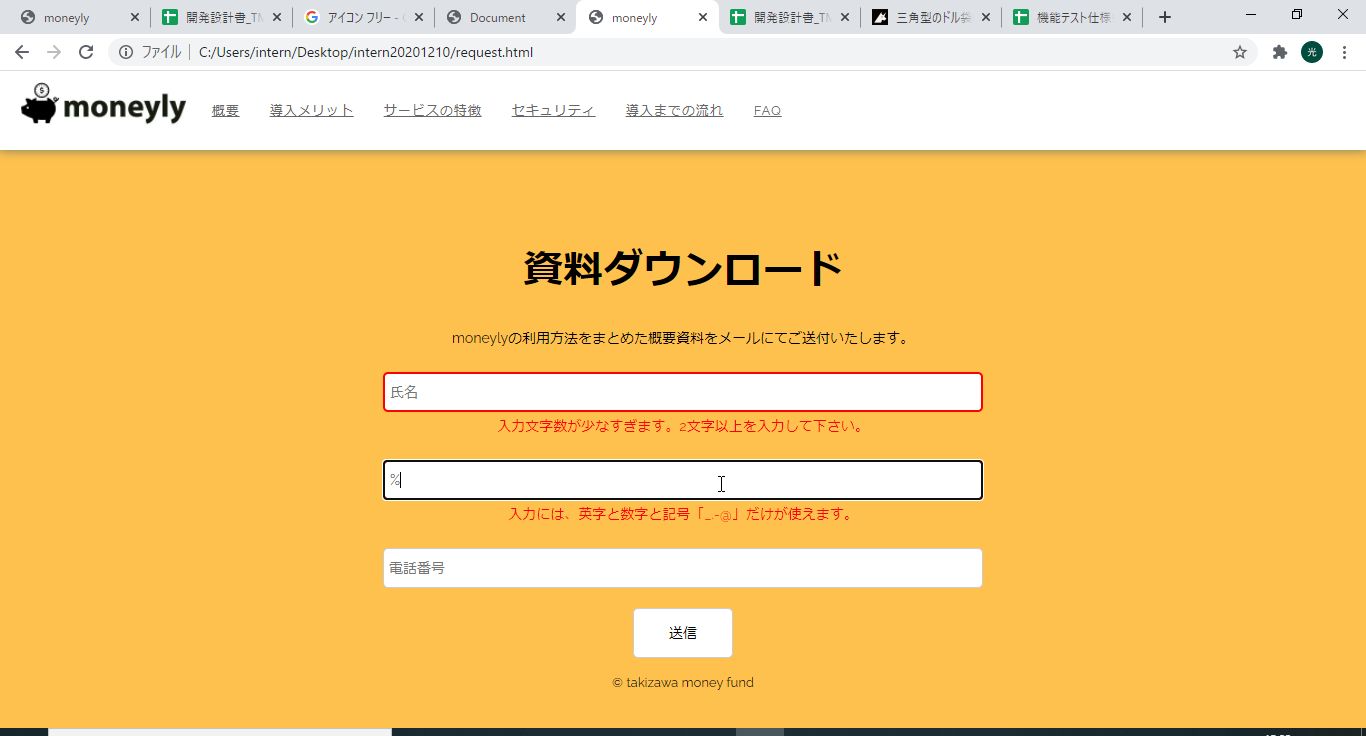 moneyly
開発設計書_TM
アイコン フリー - G
Document
moneyly
開発設計書_TM
三角型のドル袋
機能テスト仕様
ファイル C:/Users/intern/Desktop/intern20201210/request.html
光
moneyly 概要 導入メリット サービスの特徴 セキュリティ 導入までの流れ FAQ
資料ダウンロード
moneylyの利用方法をまとめた概要資料をメールにてご送付いたします。
氏名
入力文字数が少なすぎます。2文字以上を入力して下さい。
%
入力には、英字と数字と記号「_.-@」だけが使えます。
電話番号
送信
© takizawa money fund